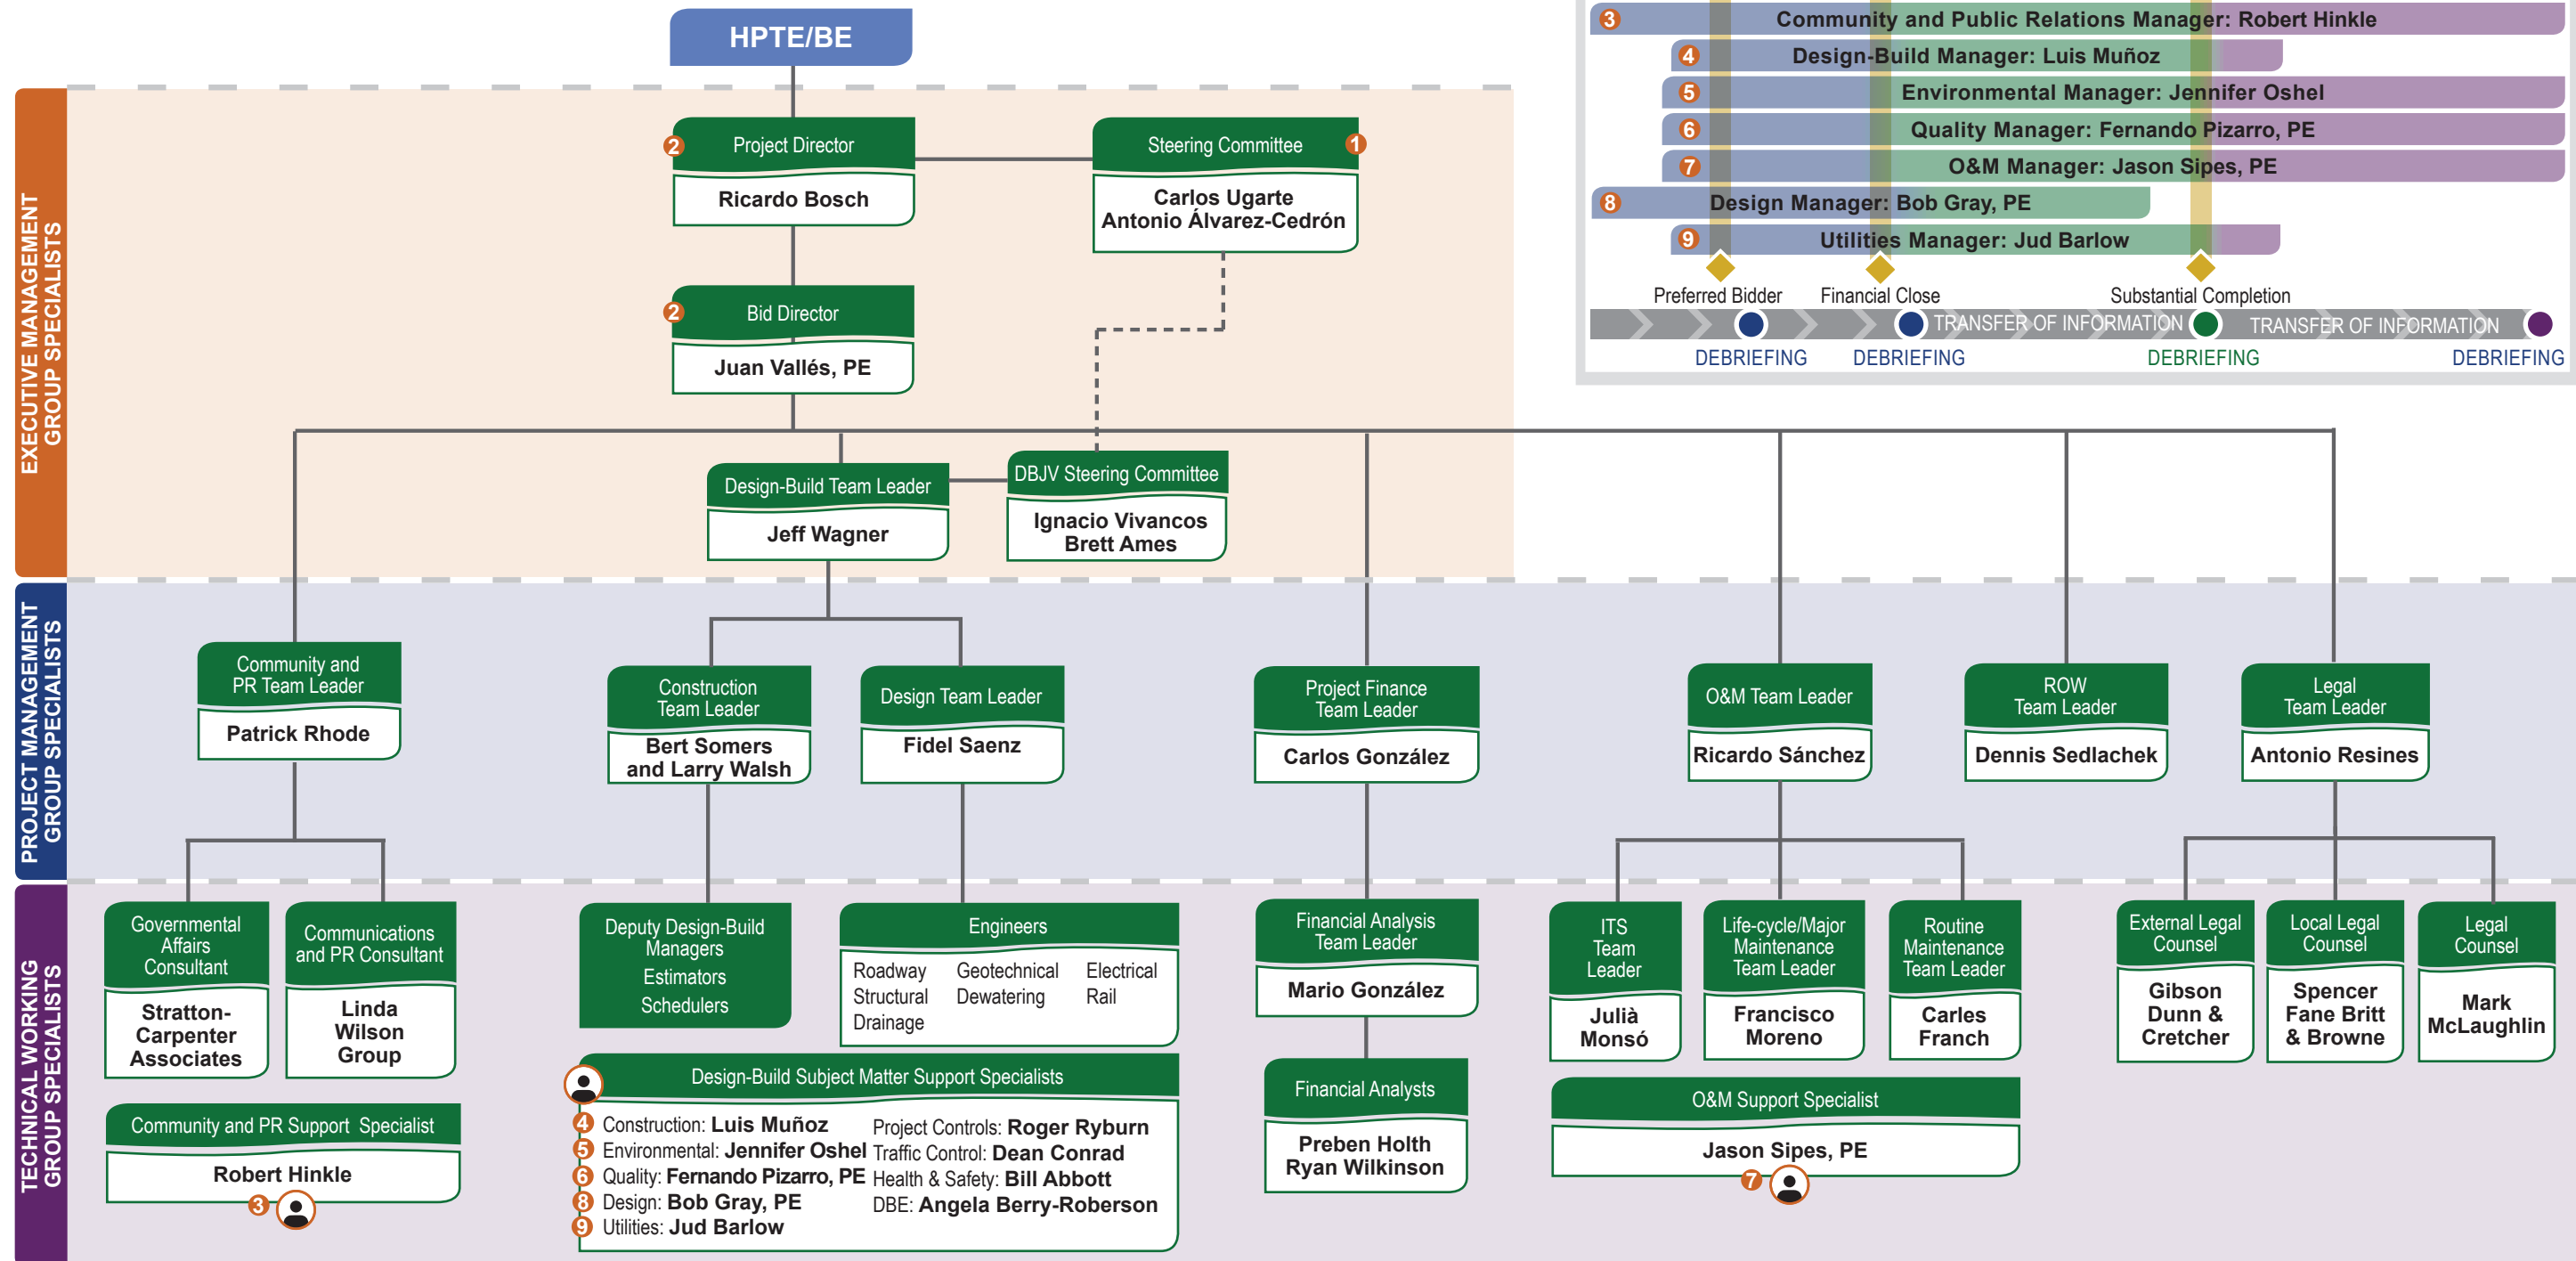 HPTE/BE
3 Community and Public Relations Manager: Robert Hinkle
4 Design-Build Manager: Luis Muñoz
5 Environmental Manager: Jennifer Oshel
6 Quality Manager: Fernando Pizarro, PE
7 O&M Manager: Jason Sipes, PE
8 Design Manager: Bob Gray, PE
9 Utilities Manager: Jud Barlow
Preferred Bidder
Financial Close
Substantial Completion
TRANSFER OF INFORMATION
TRANSFER OF INFORMATION
DEBRIEFING
DEBRIEFING
DEBRIEFING
DEBRIEFING
EXECUTIVE MANAGEMENT
GROUP SPECIALISTS
2
Project Director
Ricardo Bosch
Steering Committee
1
Carlos Ugarte
Antonio Álvarez-Cedrón
2
Bid Director
Juan Vallés, PE
Design-Build Team Leader
Jeff Wagner
DBJV Steering Committee
Ignacio Vivancos
Brett Ames
PROJECT MANAGEMENT
GROUP SPECIALISTS
Community and
PR Team Leader
Patrick Rhode
Construction
Team Leader
Bert Somers
and Larry Walsh
Design Team Leader
Fidel Saenz
Project Finance
Team Leader
Carlos González
O&M Team Leader
Ricardo Sánchez
ROW
Team Leader
Dennis Sedlachek
Legal
Team Leader
Antonio Resines
TECHNICAL WORKING
GROUP SPECIALISTS
Governmental
Affairs
Consultant
Stratton-
Carpenter
Associates
Communications
and PR Consultant
Linda
Wilson
Group
Community and PR Support Specialist
Robert Hinkle
3
Deputy Design-Build
Managers
Estimators
Schedulers
Engineers
Roadway Geotechnical Electrical
Structural Dewatering Rail
Drainage
Design-Build Subject Matter Support Specialists
4 Construction: Luis Muñoz
5 Environmental: Jennifer Oshel
6 Quality: Fernando Pizarro, PE
8 Design: Bob Gray, PE
9 Utilities: Jud Barlow
Project Controls: Roger Ryburn
Traffic Control: Dean Conrad
Health & Safety: Bill Abbott
DBE: Angela Berry-Roberson
Financial Analysis
Team Leader
Mario González
Financial Analysts
Preben Holth
Ryan Wilkinson
ITS
Team
Leader
Julià
Monsó
Life-cycle/Major
Maintenance
Team Leader
Francisco
Moreno
Routine
Maintenance
Team Leader
Carles
Franch
O&M Support Specialist
Jason Sipes, PE
7
External Legal
Counsel
Gibson
Dunn &
Cretcher
Local Legal
Counsel
Spencer
Fane Britt
& Browne
Legal
Counsel
Mark
McLaughlin